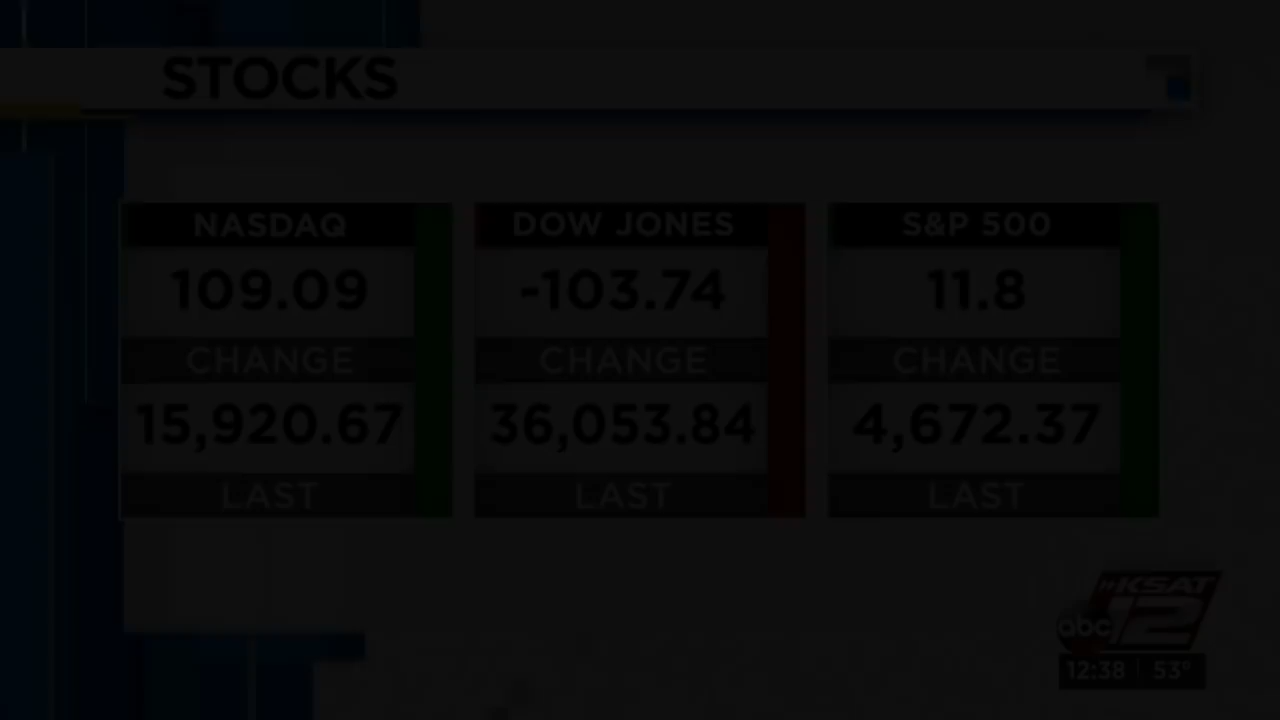 STOCKS
NASDAQ
109.09
CHANGE
15,920.67
LAST
DOW JONES
-103.74
CHANGE
36,053.84
LAST
S&P 500
11.8
CHANGE
4,672.37
LAST
KSAT
abc 12
12:38 53°